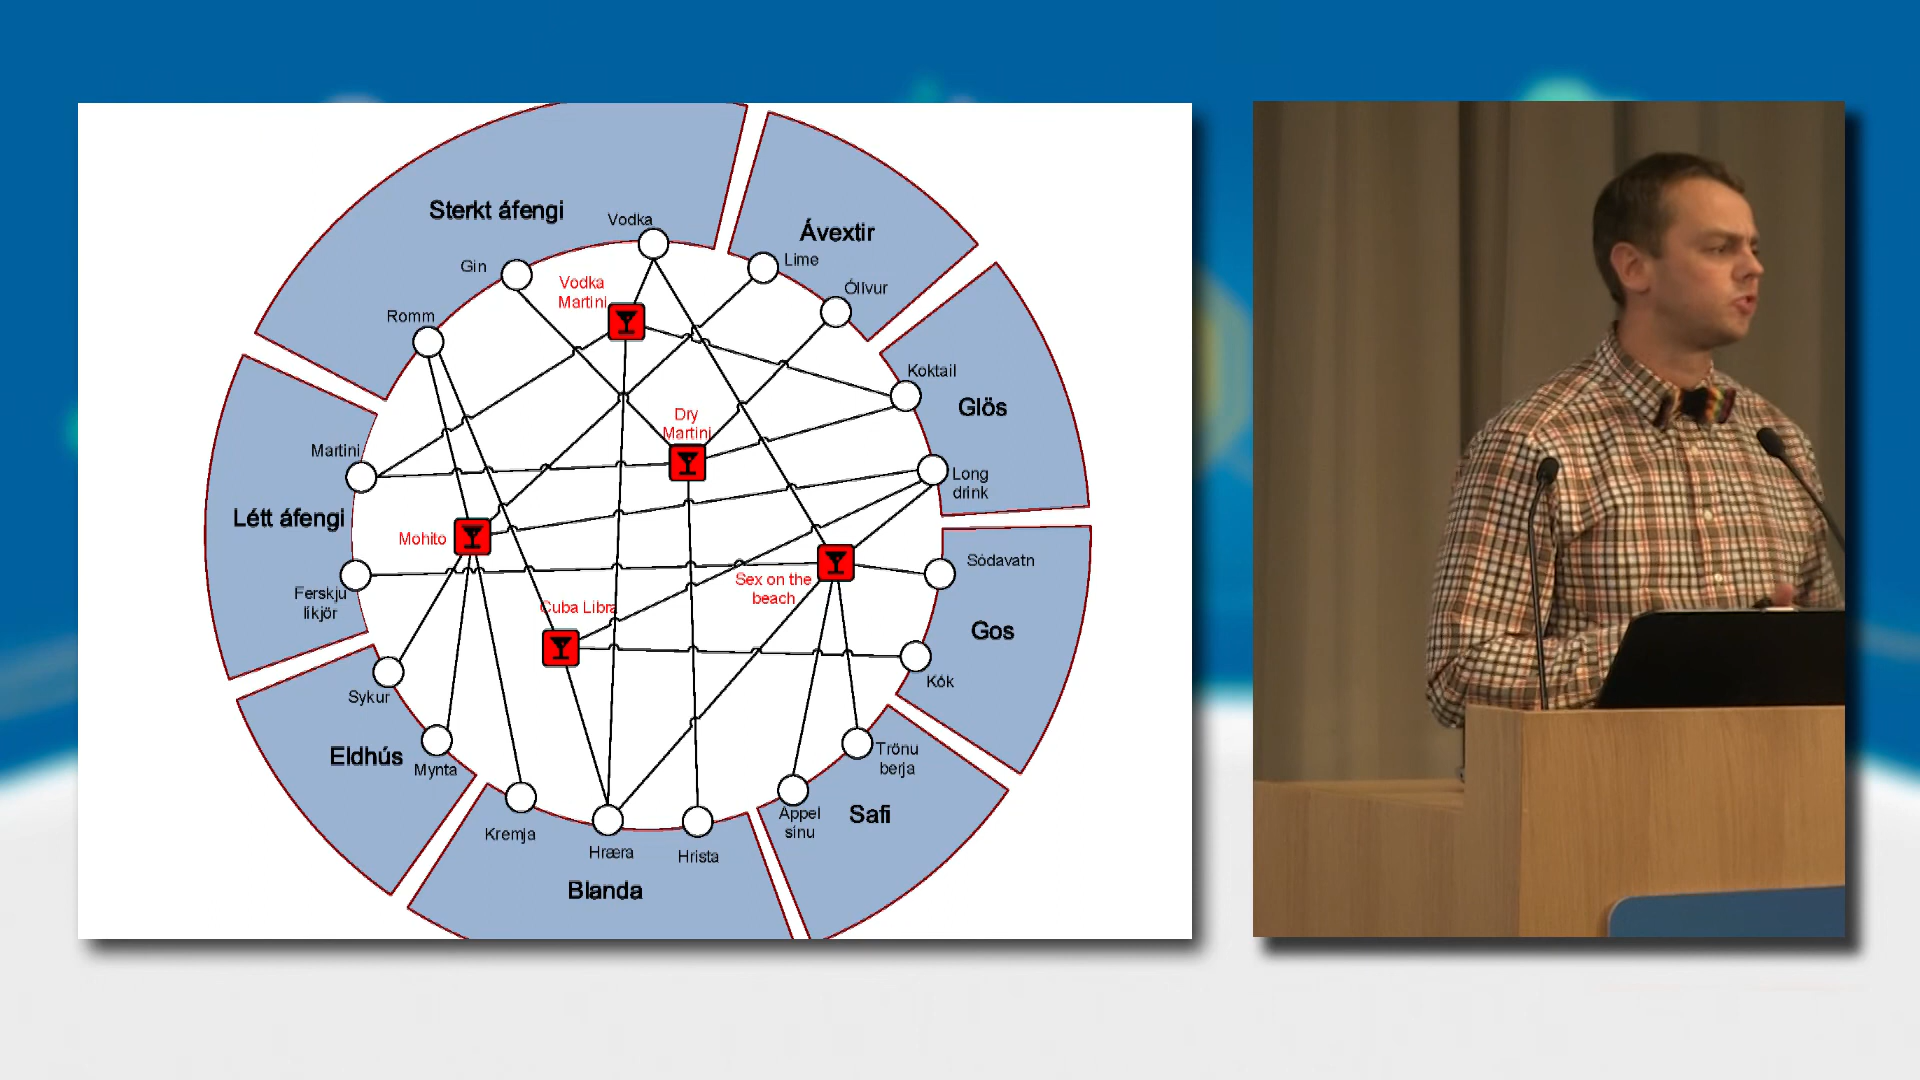 Sterkt áfengi
Vodka
Gin
Romm
Vodka
Martini
Ávextir
Lime
Ólívur
Koktail
Glös
Long
drink
Dry
Martini
Martini
Létt áfengi
Mohito
Ferskju
líkjör
Sex on the
beach
Cuba Libra
Sódavatn
Gos
Kók
Sykur
Eldhús
Mynta
Kremja
Hræra
Hrista
Blanda
Trönu
berja
Appel
sínu
Safi